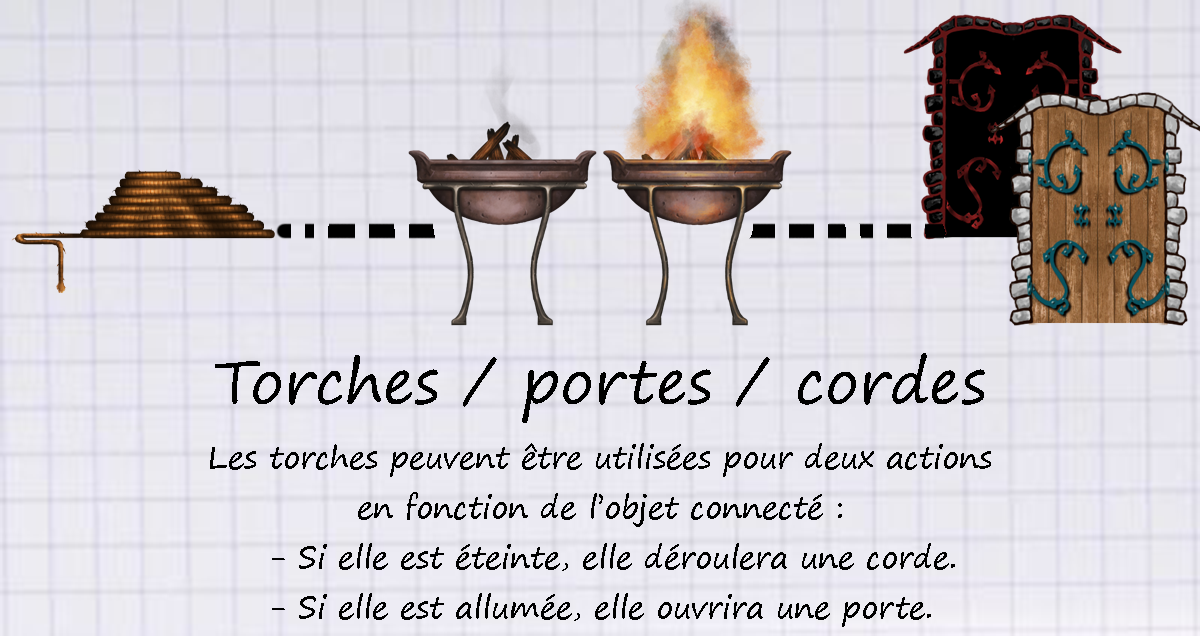 Torches / portes / cordes
Les torches peuvent être utilisées pour deux actions
en fonction de l'objet connecté :
- Si elle est éteinte, elle déroulera une corde.
- Si elle est allumée, elle ouvrira une porte.